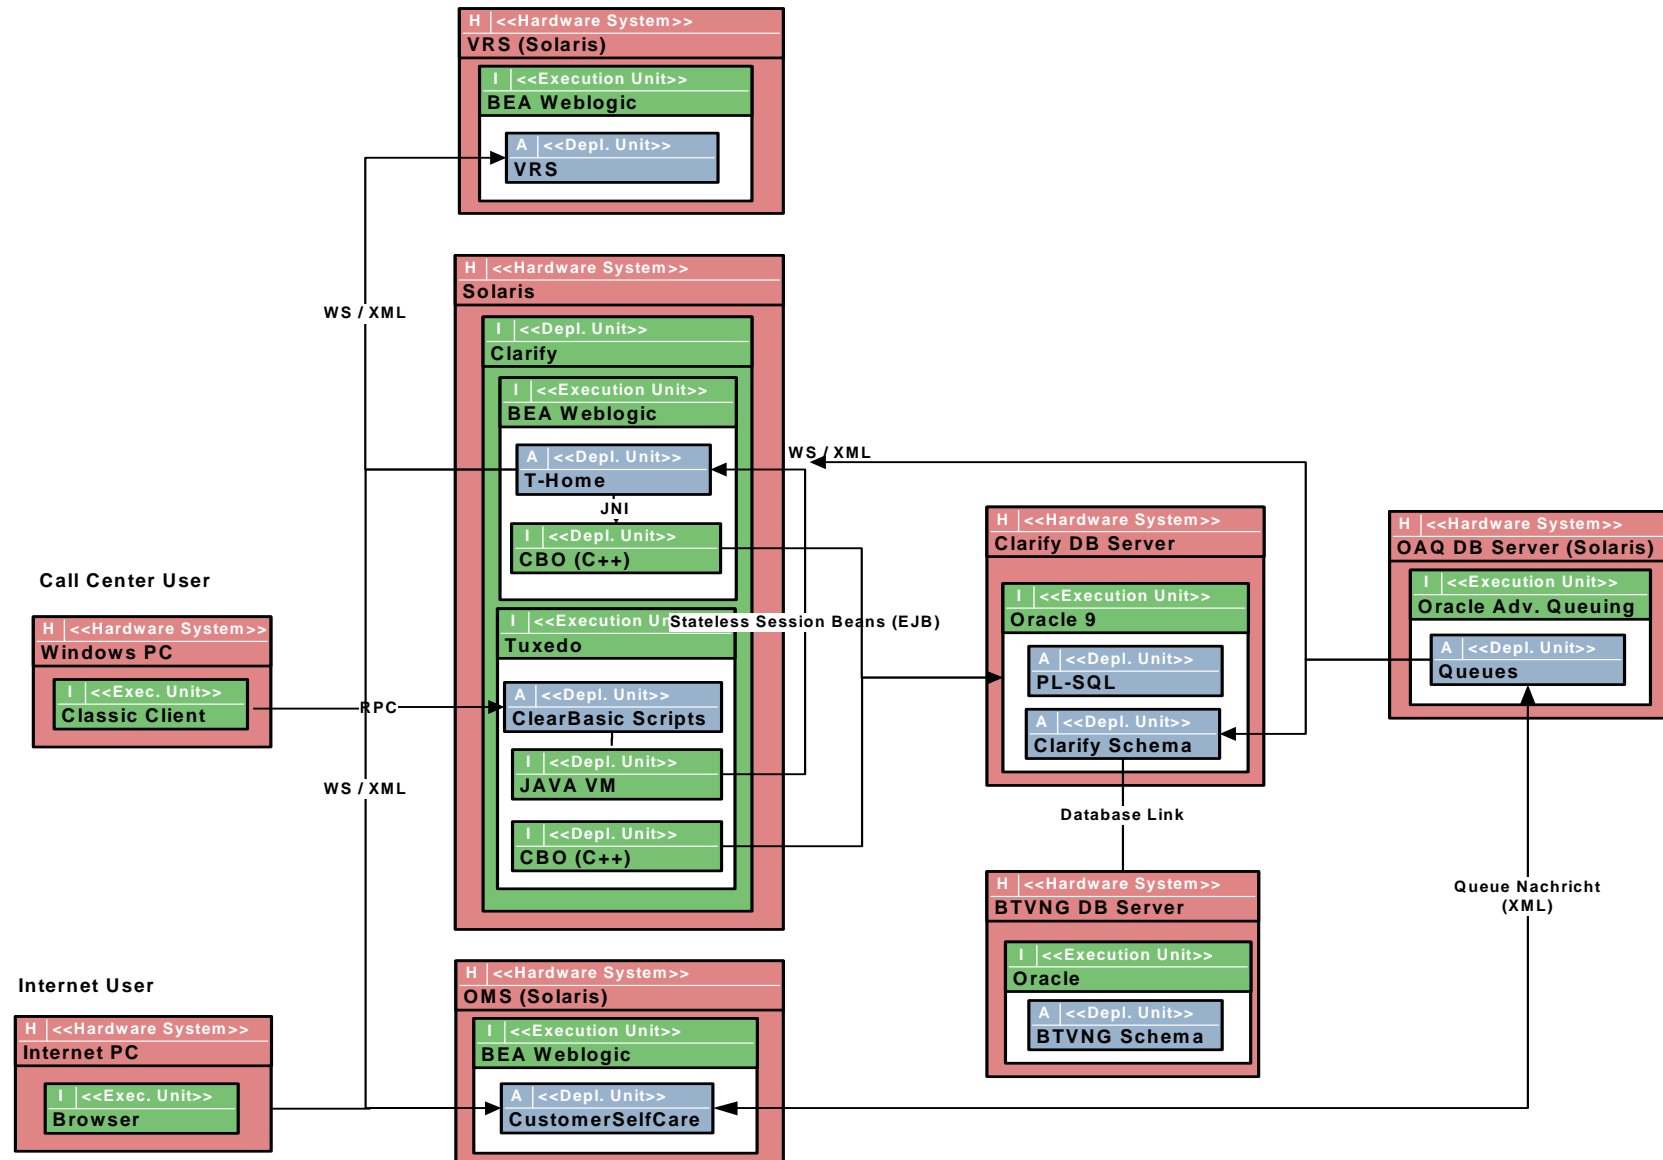 H <<Hardware System>>
VRS (Solaris)
I <<Execution Unit>>
BEA Weblogic
A <<Depl. Unit>>
VRS
H <<Hardware System>>
Solaris
WS / XML
I <<Depl. Unit>>
Clarify
I <<Execution Unit>>
BEA Weblogic
A <<Depl. Unit>>
T-Home
JNI
I <<Depl. Unit>>
CBO (C++)
WS / XML
I <<Execution Un
Stateless Session Beans (EJB)
Tuxedo
A <<Depl. Unit>>
ClearBasic Scripts
I <<Depl. Unit>>
JAVA VM
I <<Depl. Unit>>
CBO (C++)
Call Center User
H <<Hardware System>>
Windows PC
I <<Exec. Unit>>
Classic Client
RPC
WS / XML
H <<Hardware System>>
Clarify DB Server
I <<Execution Unit>>
Oracle 9
A <<Depl. Unit>>
PL-SQL
A <<Depl. Unit>>
Clarify Schema
Database Link
H <<Hardware System>>
OAQ DB Server (Solaris)
I <<Execution Unit>>
Oracle Adv. Queuing
A <<Depl. Unit>>
Queues
Queue Nachricht
(XML)
H <<Hardware System>>
BTVNG DB Server
I <<Execution Unit>>
Oracle
A <<Depl. Unit>>
BTVNG Schema
Internet User
H <<Hardware System>>
Internet PC
I <<Exec. Unit>>
Browser
H <<Hardware System>>
OMS (Solaris)
I <<Execution Unit>>
BEA Weblogic
A <<Depl. Unit>>
CustomerSelfCare